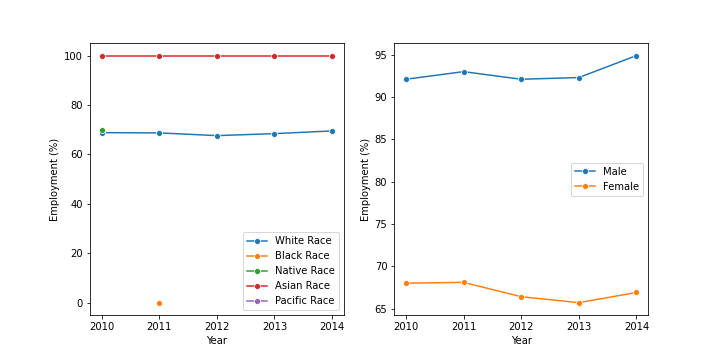 Employment (%)
100
80
60
40
20
0
2010 2011 2012 2013 2014
Year
White Race
Black Race
Native Race
Asian Race
Pacific Race
Employment (%)
95
90
85
80
75
70
65
2010 2011 2012 2013 2014
Year
Male
Female